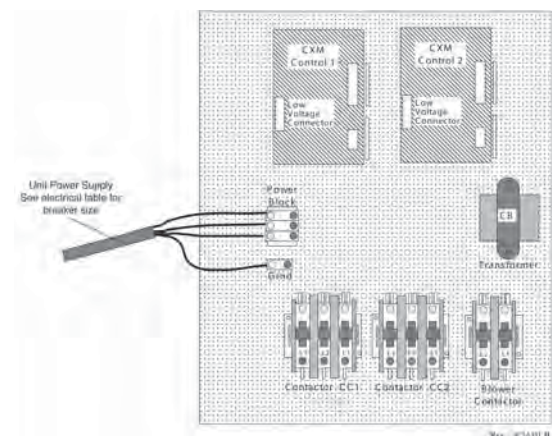 CXM
Control 1
CXM
Control 2
Low
Voltage
Connector
Low
Voltage
Connector
Unit Power Supply
See electrical table for
breaker size
Power
Block
CB
Transformer
Grnd
Contactor -CC1
Contactor -CC2
Blower
Contactor